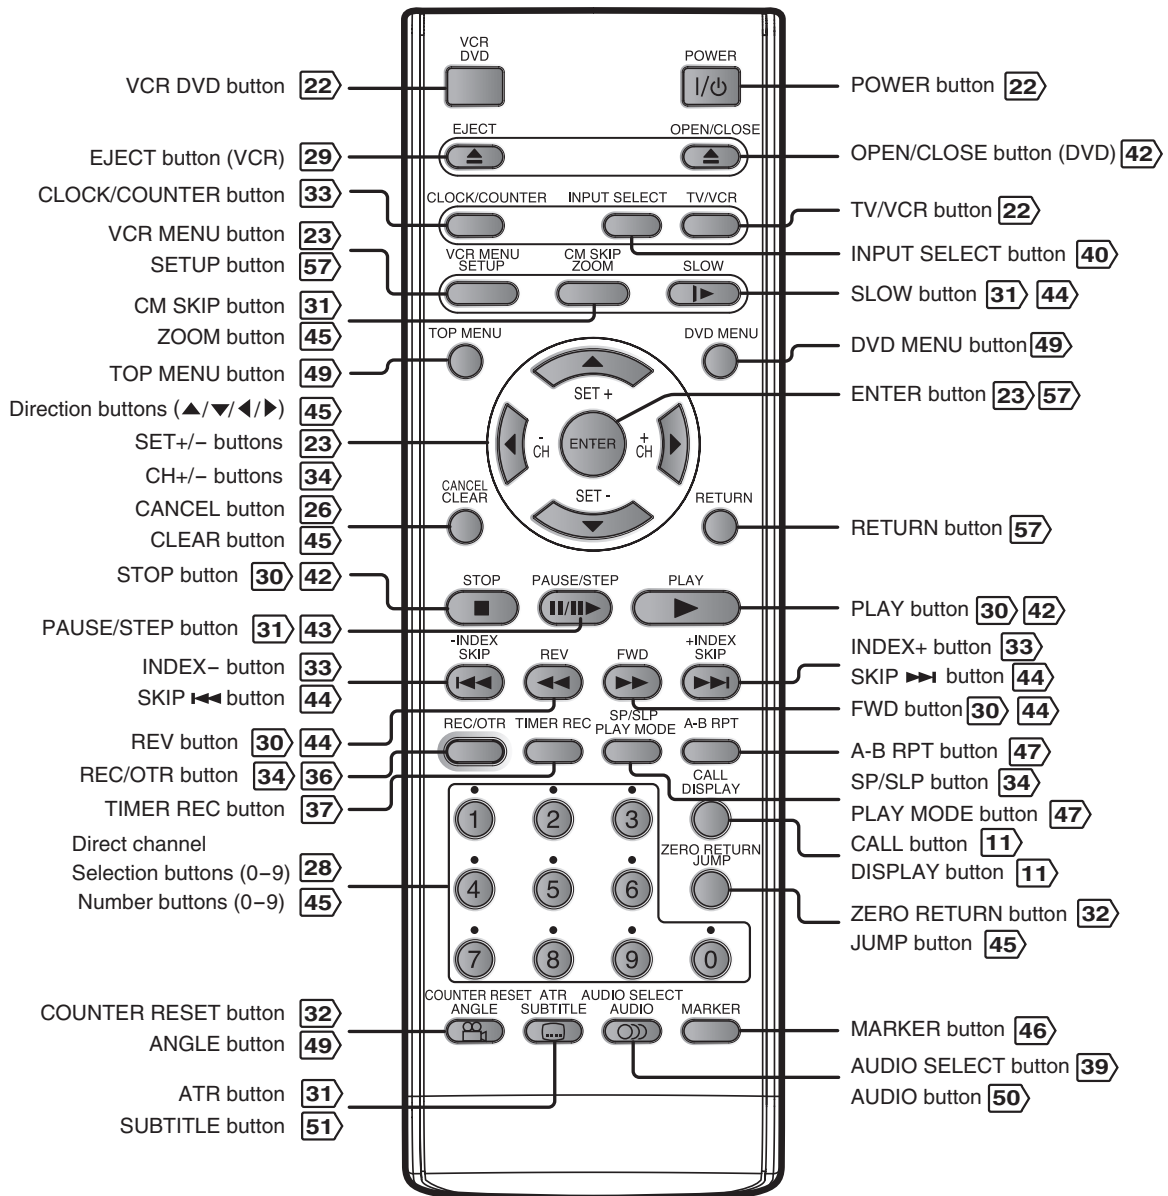 VCR DVD button 22
EJECT button (VCR) 29
CLOCK/COUNTER button 33
VCR MENU button 23
SETUP button 57
CM SKIP button 31
ZOOM button 45
TOP MENU button 49
Direction buttons (▲/▼/◀/▶) 45
SET+/− buttons 23
CH+/− buttons 34
CANCEL button 26
CLEAR button 45
STOP button 30 42
PAUSE/STEP button 31 43
INDEX− button 33
SKIP ⏮ button 44
REV button 30 44
REC/OTR button 34 36
TIMER REC button 37
Direct channel
Selection buttons (0−9) 28
Number buttons (0−9) 45
COUNTER RESET button 32
ANGLE button 49
ATR button 31
SUBTITLE button 51
VCR
DVD
POWER
I/⏻
EJECT
OPEN/CLOSE
CLOCK/COUNTER
INPUT SELECT
TV/VCR
VCR MENU
SETUP
CM SKIP
ZOOM
SLOW
TOP MENU
DVD MENU
SET +
-
CH
ENTER
+
CH
SET -
CANCEL
CLEAR
RETURN
STOP
PAUSE/STEP
PLAY
-INDEX
SKIP
REV
FWD
+INDEX
SKIP
REC/OTR
TIMER REC
SP/SLP
PLAY MODE
A-B RPT
CALL
DISPLAY
1 2 3
ZERO RETURN
JUMP
4 5 6
7 8 9 0
COUNTER RESET
ANGLE
ATR
SUBTITLE
AUDIO SELECT
AUDIO
MARKER
POWER button 22
OPEN/CLOSE button (DVD) 42
TV/VCR button 22
INPUT SELECT button 40
SLOW button 31 44
DVD MENU button 49
ENTER button 23 57
RETURN button 57
PLAY button 30 42
INDEX+ button 33
SKIP ⏭ button 44
FWD button 30 44
A-B RPT button 47
SP/SLP button 34
PLAY MODE button 47
CALL button 11
DISPLAY button 11
ZERO RETURN button 32
JUMP button 45
MARKER button 46
AUDIO SELECT button 39
AUDIO button 50